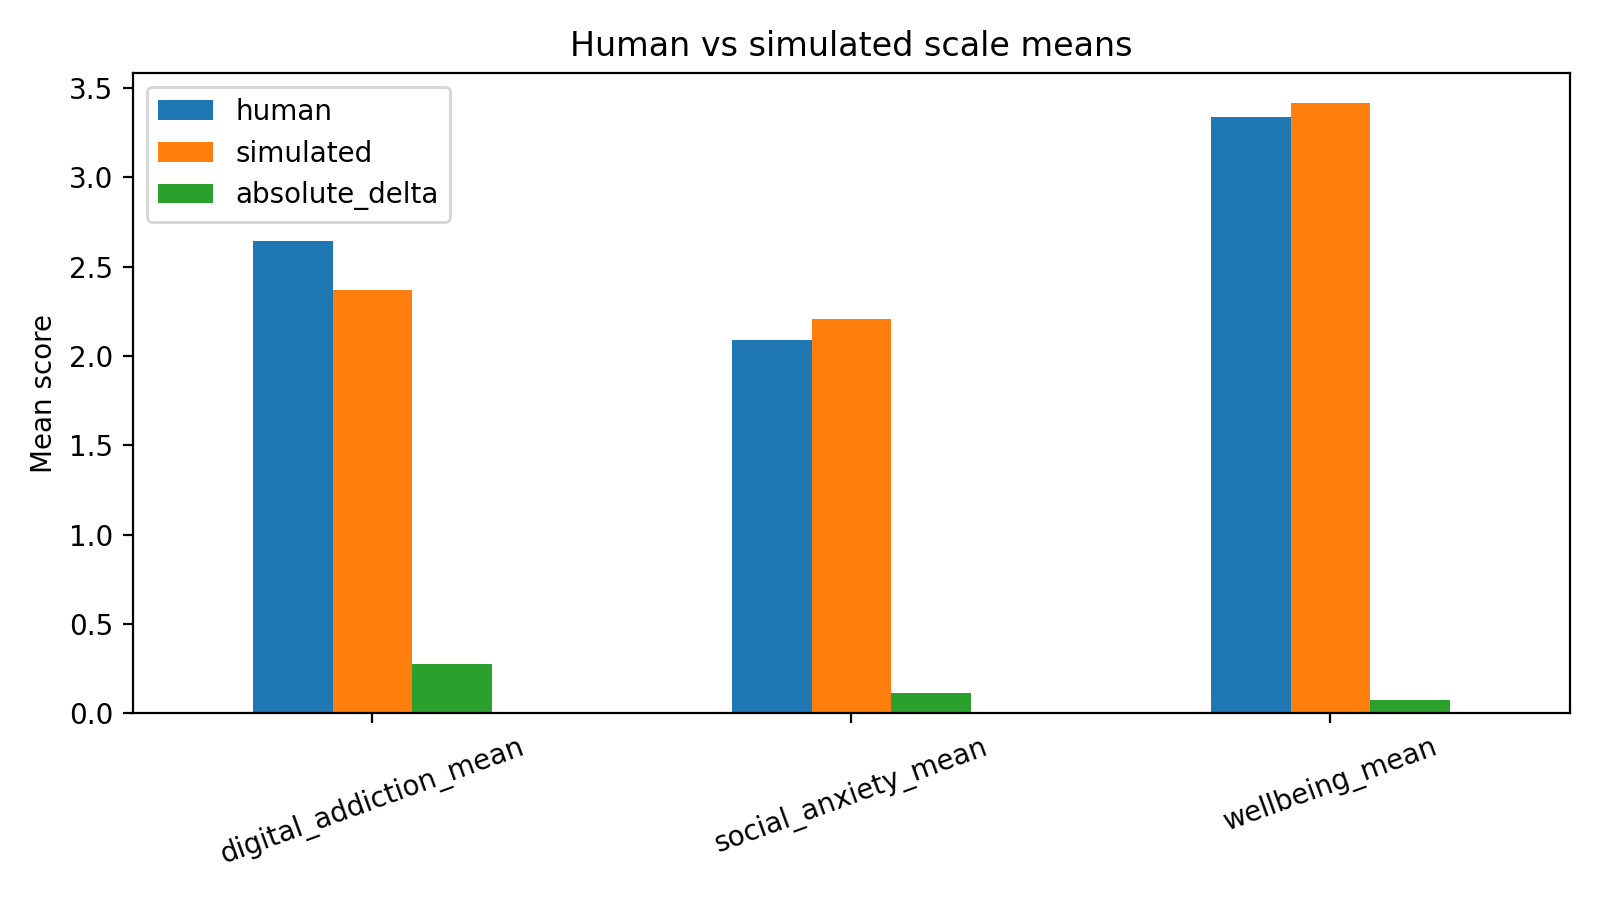 Human vs simulated scale means
human
simulated
absolute_delta
Mean score
3.5
3.0
2.5
2.0
1.5
1.0
0.5
0.0
digital_addiction_mean
social_anxiety_mean
wellbeing_mean